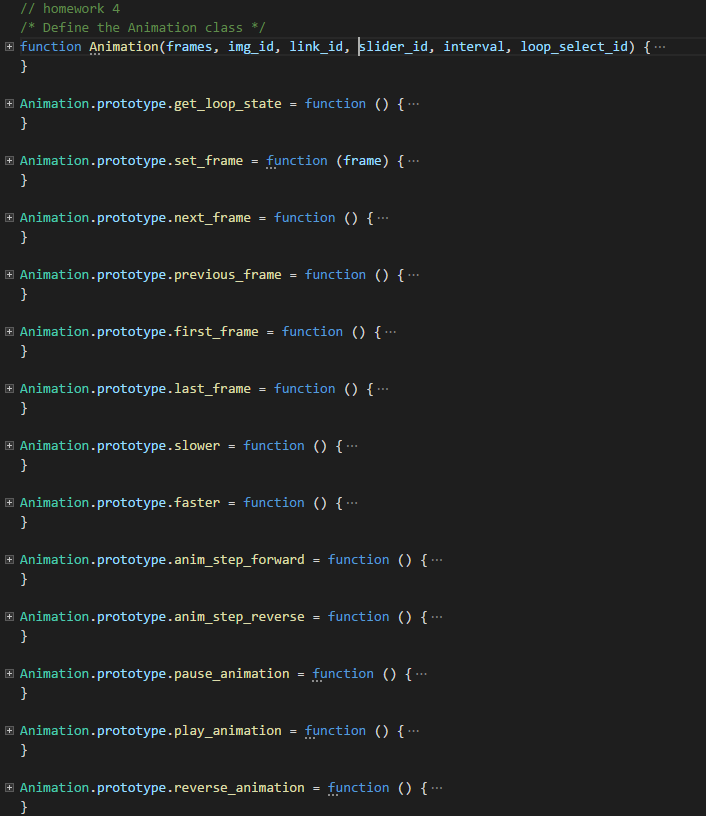 // homework 4
/* Define the Animation class */
function Animation(frames, img_id, link_id, slider_id, interval, loop_select_id) {···
}
Animation.prototype.get_loop_state = function () {···
}
Animation.prototype.set_frame = function (frame) {···
}
Animation.prototype.next_frame = function () {···
}
Animation.prototype.previous_frame = function () {···
}
Animation.prototype.first_frame = function () {···
}
Animation.prototype.last_frame = function () {···
}
Animation.prototype.slower = function () {···
}
Animation.prototype.faster = function () {···
}
Animation.prototype.anim_step_forward = function () {···
}
Animation.prototype.anim_step_reverse = function () {···
}
Animation.prototype.pause_animation = function () {···
}
Animation.prototype.play_animation = function () {···
}
Animation.prototype.reverse_animation = function () {···
}